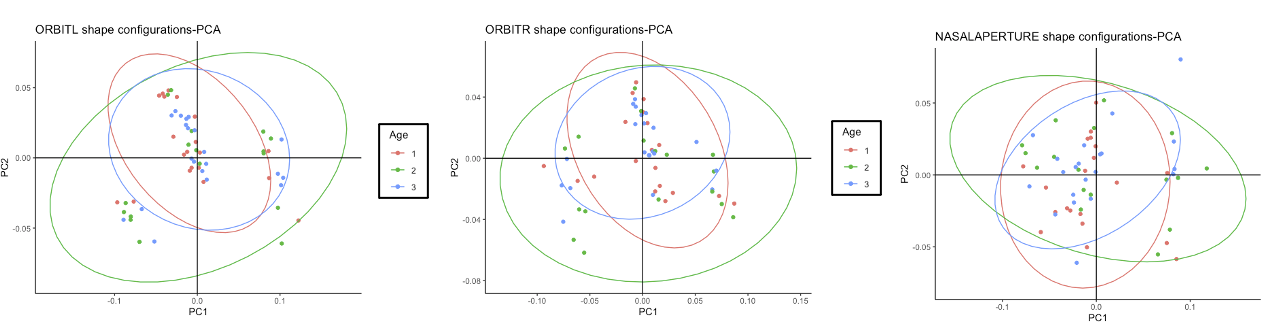 ORBITL shape configurations-PCA
PC2
0.05
0.00
-0.05
-0.1
0.0
0.1
PC1
Age
1
2
3
ORBITR shape configurations-PCA
PC2
0.04
0.00
-0.04
-0.08
-0.10
-0.05
0.00
0.05
0.10
0.15
PC1
Age
1
2
3
NASALAPERTURE shape configurations-PCA
PC2
0.05
0.00
-0.05
-0.1
0.0
0.1
PC1